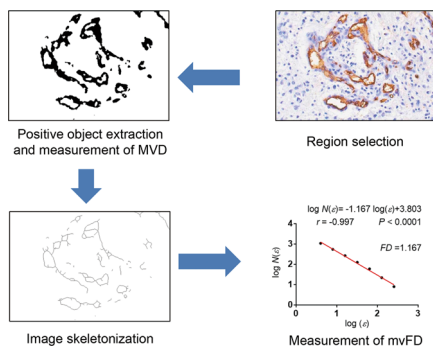 Positive object extraction
and measurement of MVD
Region selection
log N(ε)= -1.167 log(ε)+3.803
r = -0.997 P < 0.0001
FD =1.167
log N(ε)
4
3
2
1
0
0 1 2 3
log (ε)
Image skeletonization
Measurement of mvFD